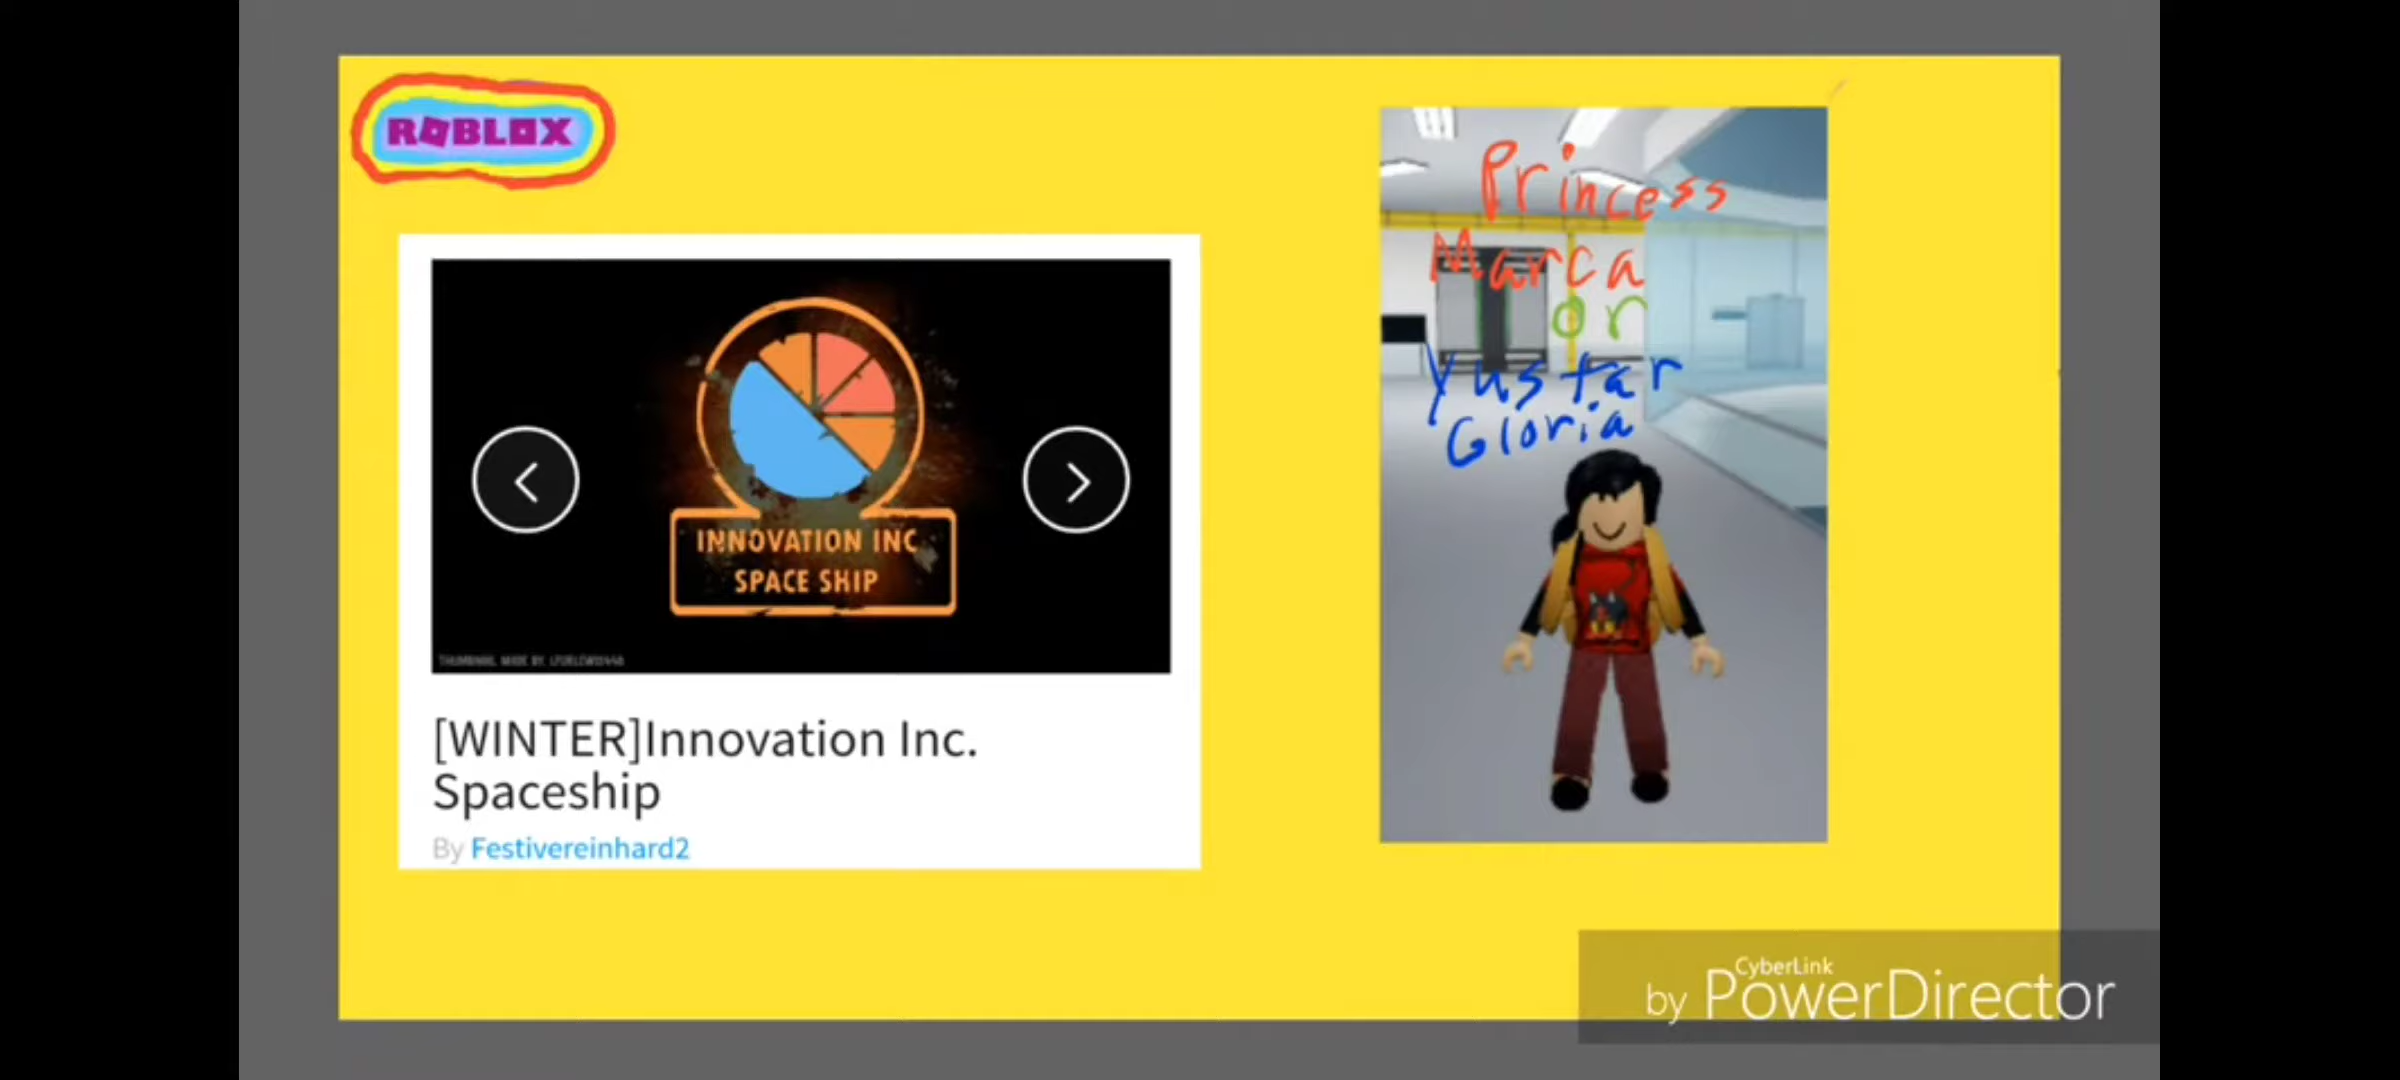 ROBLOX
INNOVATION INC
SPACE SHIP
[WINTER]Innovation Inc.
Spaceship
By Festivereinhard2
Princess
Marca
or
Yustar
Gloria
CyberLink
by PowerDirector